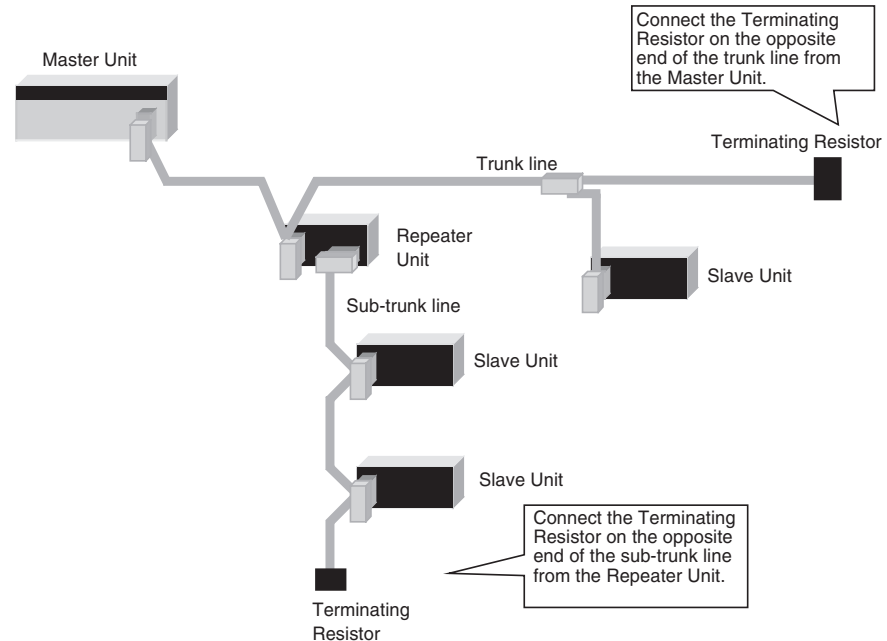 Connect the Terminating
Resistor on the opposite
end of the trunk line from
the Master Unit.
Master Unit
Terminating Resistor
Trunk line
Repeater
Unit
Slave Unit
Sub-trunk line
Slave Unit
Slave Unit
Connect the Terminating
Resistor on the opposite
end of the sub-trunk line
from the Repeater Unit.
Terminating
Resistor